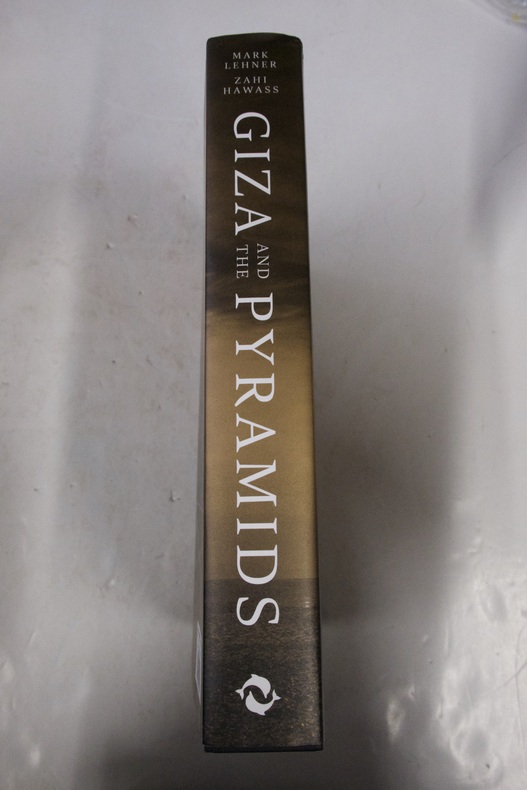 MARK
LEHNER
ZAHI
HAWASS
GIZA
AND
THE
PYRAMIDS